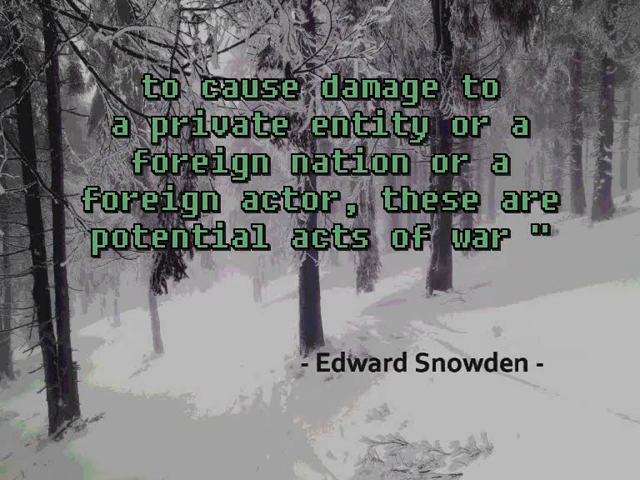 to cause damage to
a private entity or a
foreign nation or a
foreign actor, these are
potential acts of war "
- Edward Snowden -